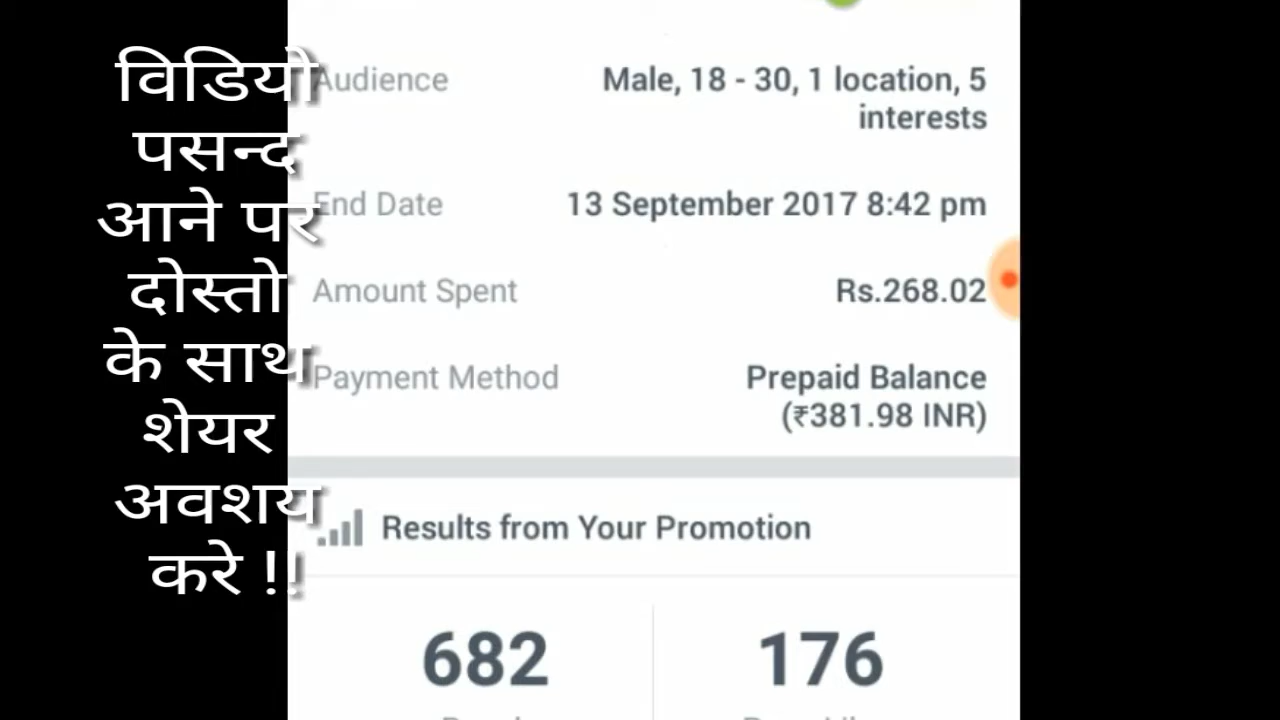 विडियो
पसन्द
आने पर
दोस्तो
के साथ
शेयर
अवशय
करे !!
Audience
Male, 18 - 30, 1 location, 5
interests
End Date
13 September 2017 8:42 pm
Amount Spent
Rs.268.02
Payment Method
Prepaid Balance
(₹381.98 INR)
Results from Your Promotion
682
176